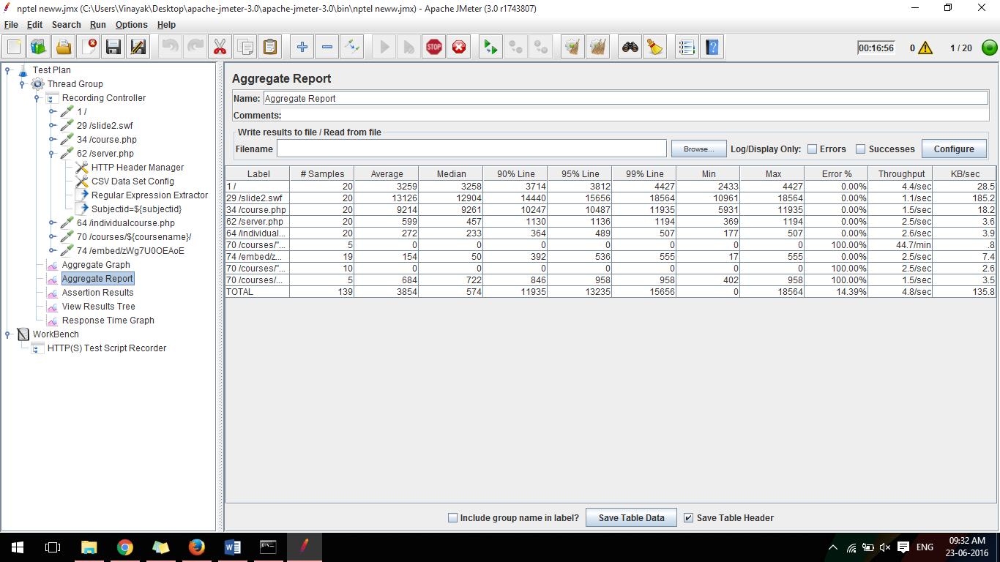 nptel neww.jmx (C:\Users\Vinayak\Desktop\apache-jmeter-3.0\apache-jmeter-3.0\bin\nptel neww.jmx) - Apache JMeter (3.0 r1743807)
File Edit Search Run Options Help
STOP 00:16:56 0 1 / 20
Test Plan
Thread Group
Recording Controller
1 /
29 /slide2.swf
34 /course.php
62 /server.php
HTTP Header Manager
CSV Data Set Config
Regular Expression Extractor
Subjectid=${subjectid}
64 /individualcourse.php
70 /courses/${coursename}/
74 /embed/zWg7U0OEAoE
Aggregate Graph
Aggregate Report
Assertion Results
View Results Tree
Response Time Graph
WorkBench
HTTP(S) Test Script Recorder
Aggregate Report
Name: Aggregate Report
Comments:
Write results to file / Read from file
Filename Browse... Log/Display Only: Errors Successes Configure
Label # Samples Average Median 90% Line 95% Line 99% Line Min Max Error % Throughput KB/sec
1 / 20 3259 3258 3714 3812 4427 2433 4427 0.00% 4.4/sec 28.5
29 /slide2.swf 20 13126 12904 14440 15656 18564 10961 18564 0.00% 1.1/sec 185.2
34 /course.php 20 9214 9261 10247 10487 11935 5931 11935 0.00% 1.5/sec 18.2
62 /server.php 20 599 457 1130 1136 1194 369 1194 0.00% 2.5/sec 3.6
64 /individual... 20 272 233 364 489 507 177 507 0.00% 2.6/sec 3.9
70 /courses/"... 5 0 0 0 0 0 0 0 100.00% 44.7/min .8
74 /embed/z... 19 154 50 392 536 555 17 555 0.00% 2.5/sec 7.4
70 /courses/"... 10 0 0 0 0 0 0 0 100.00% 2.5/sec 2.6
70 /courses/... 5 684 722 846 958 958 402 958 100.00% 1.5/sec 3.5
TOTAL 139 3854 574 11935 13235 15656 0 18564 14.39% 4.8/sec 135.8
Include group name in label? Save Table Data Save Table Header
ENG 09:32 AM
23-06-2016